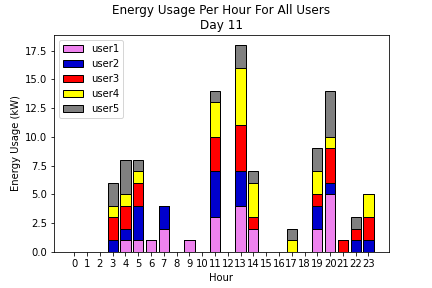 Energy Usage Per Hour For All Users
Day 11
user1
user2
user3
user4
user5
Energy Usage (kW)
17.5
15.0
12.5
10.0
7.5
5.0
2.5
0.0
0 1 2 3 4 5 6 7 8 9 10 11 12 13 14 15 16 17 18 19 20 21 22 23
Hour